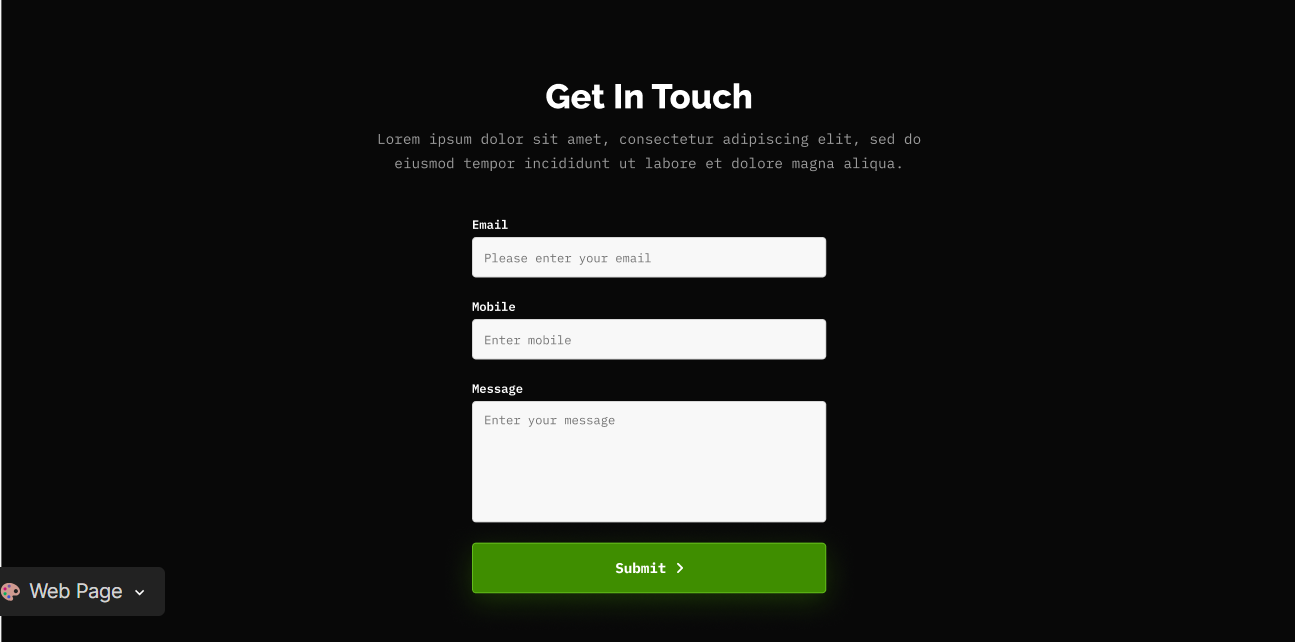 Get In Touch
Lorem ipsum dolor sit amet, consectetur adipiscing elit, sed do
eiusmod tempor incididunt ut labore et dolore magna aliqua.
Email
Please enter your email
Mobile
Enter mobile
Message
Enter your message
Submit
Web Page